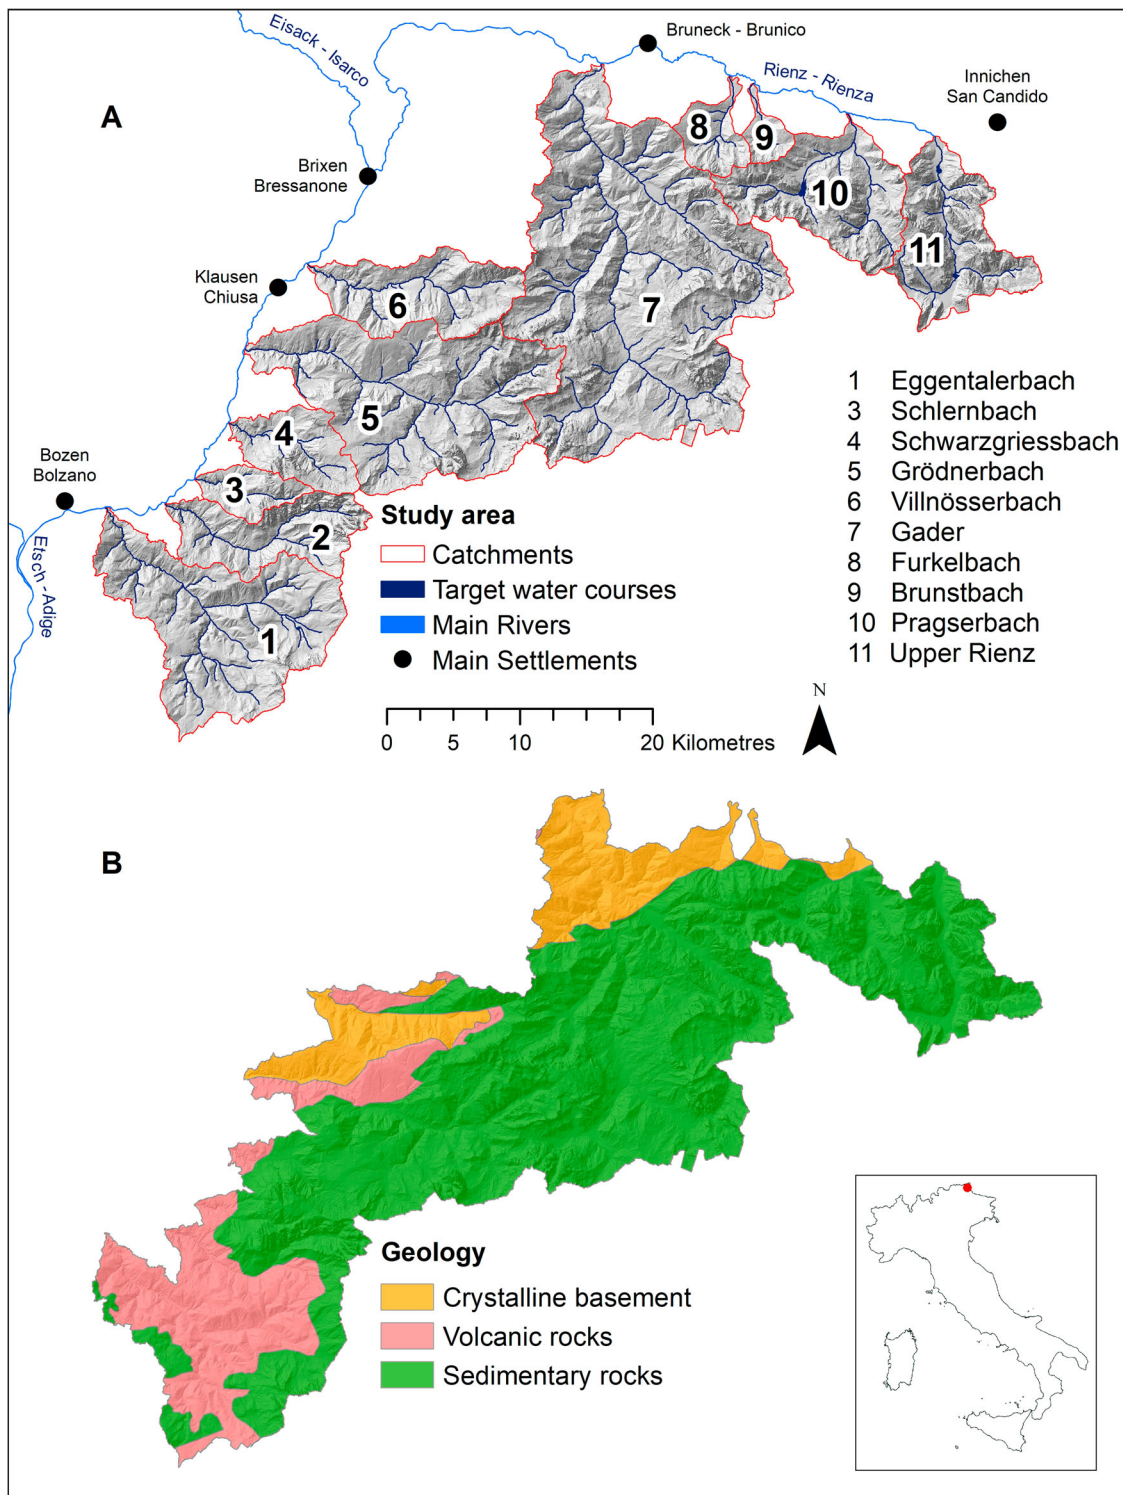 Eisack - Isarco
Bruneck - Brunico
Rienz - Rienza
Innichen
San Candido
A
8
9
Brixen
Bressanone
10
11
Klausen
Chiusa
6
7
5
4
Bozen
Bolzano
3
2
Etsch - Adige
1
1 Eggentalerbach
3 Schlernbach
4 Schwarzgriessbach
5 Grödnerbach
6 Villnösserbach
7 Gader
8 Furkelbach
9 Brunstbach
10 Pragserbach
11 Upper Rienz
Study area
Catchments
Target water courses
Main Rivers
Main Settlements
0 5 10 20 Kilometres
N
B
Geology
Crystalline basement
Volcanic rocks
Sedimentary rocks